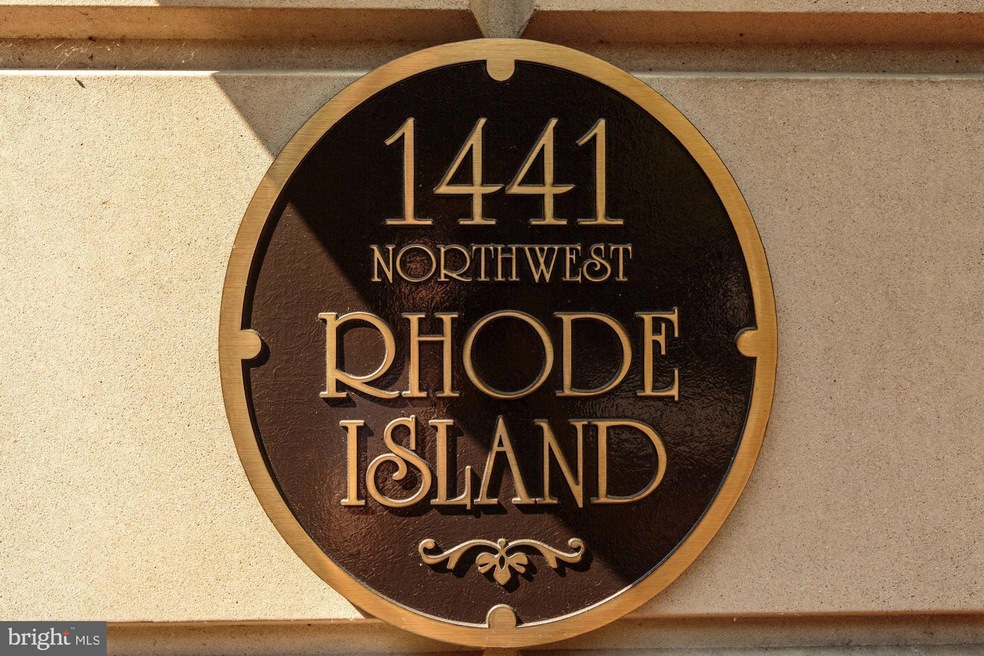 1441
NORTHWEST
RHODE
ISLAND
bright MLS